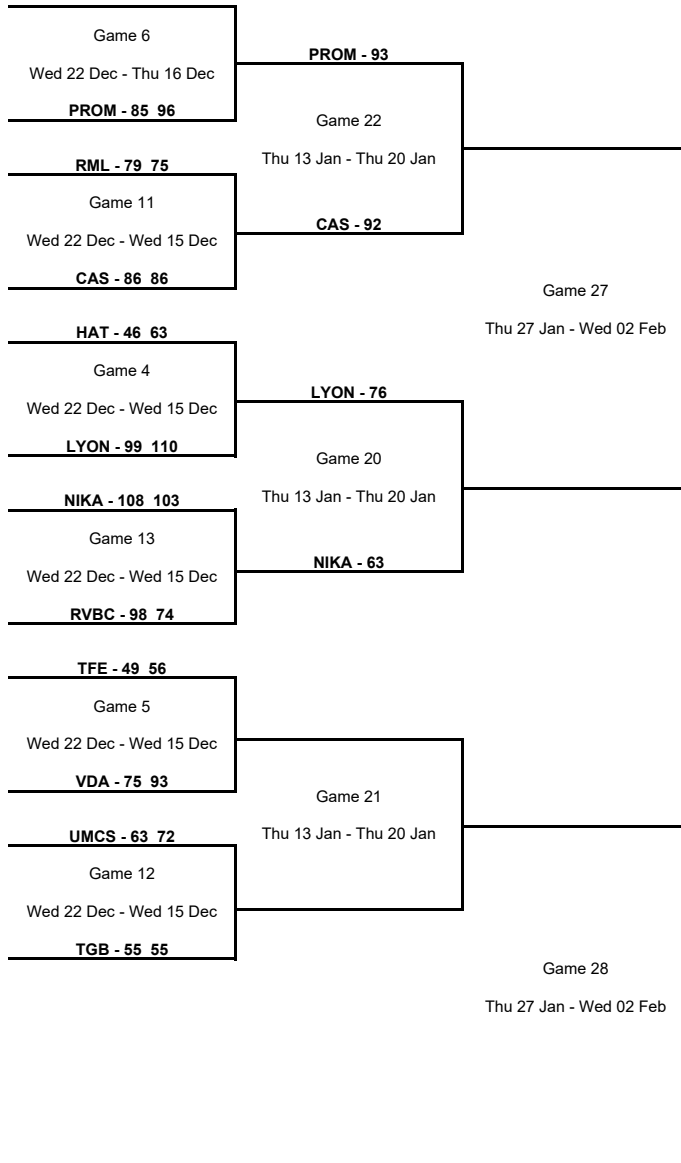 Game 6
Wed 22 Dec - Thu 16 Dec
PROM - 85 96
RML - 79 75
Game 11
Wed 22 Dec - Wed 15 Dec
CAS - 86 86
HAT - 46 63
Game 4
Wed 22 Dec - Wed 15 Dec
LYON - 99 110
NIKA - 108 103
Game 13
Wed 22 Dec - Wed 15 Dec
RVBC - 98 74
TFE - 49 56
Game 5
Wed 22 Dec - Wed 15 Dec
VDA - 75 93
UMCS - 63 72
Game 12
Wed 22 Dec - Wed 15 Dec
TGB - 55 55
PROM - 93
Game 22
Thu 13 Jan - Thu 20 Jan
CAS - 92
LYON - 76
Game 20
Thu 13 Jan - Thu 20 Jan
NIKA - 63
Game 21
Thu 13 Jan - Thu 20 Jan
Game 27
Thu 27 Jan - Wed 02 Feb
Game 28
Thu 27 Jan - Wed 02 Feb